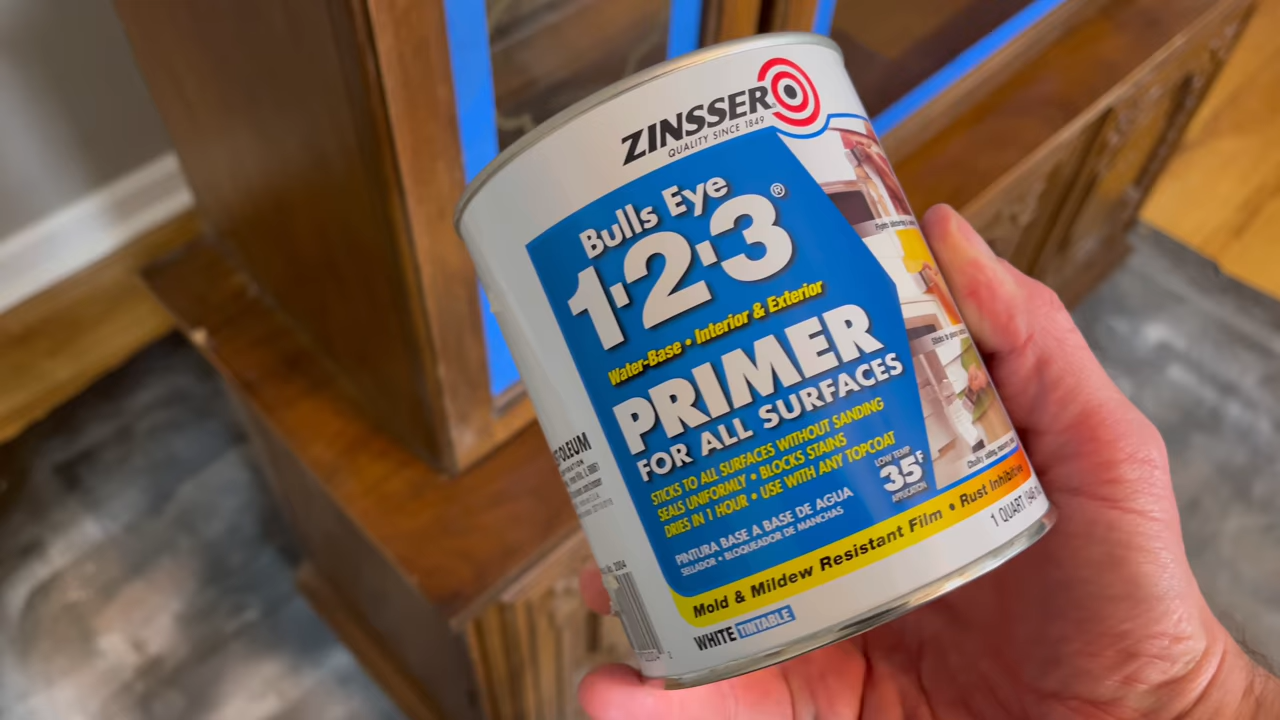 ZINSSER®
QUALITY SINCE 1849
Bulls Eye
1·2·3®
Water-Base • Interior & Exterior
PRIMER
FOR ALL SURFACES
STICKS TO ALL SURFACES WITHOUT SANDING
SEALS UNIFORMLY • BLOCKS STAINS
DRIES IN 1 HOUR • USE WITH ANY TOPCOAT
LOW TEMP
35°F
APPLICATION
PINTURA BASE A BASE DE AGUA
SELLADOR • BLOQUEADOR DE MANCHAS
Mold & Mildew Resistant Film • Rust Inhibitive
WHITE TINTABLE
1 QUART